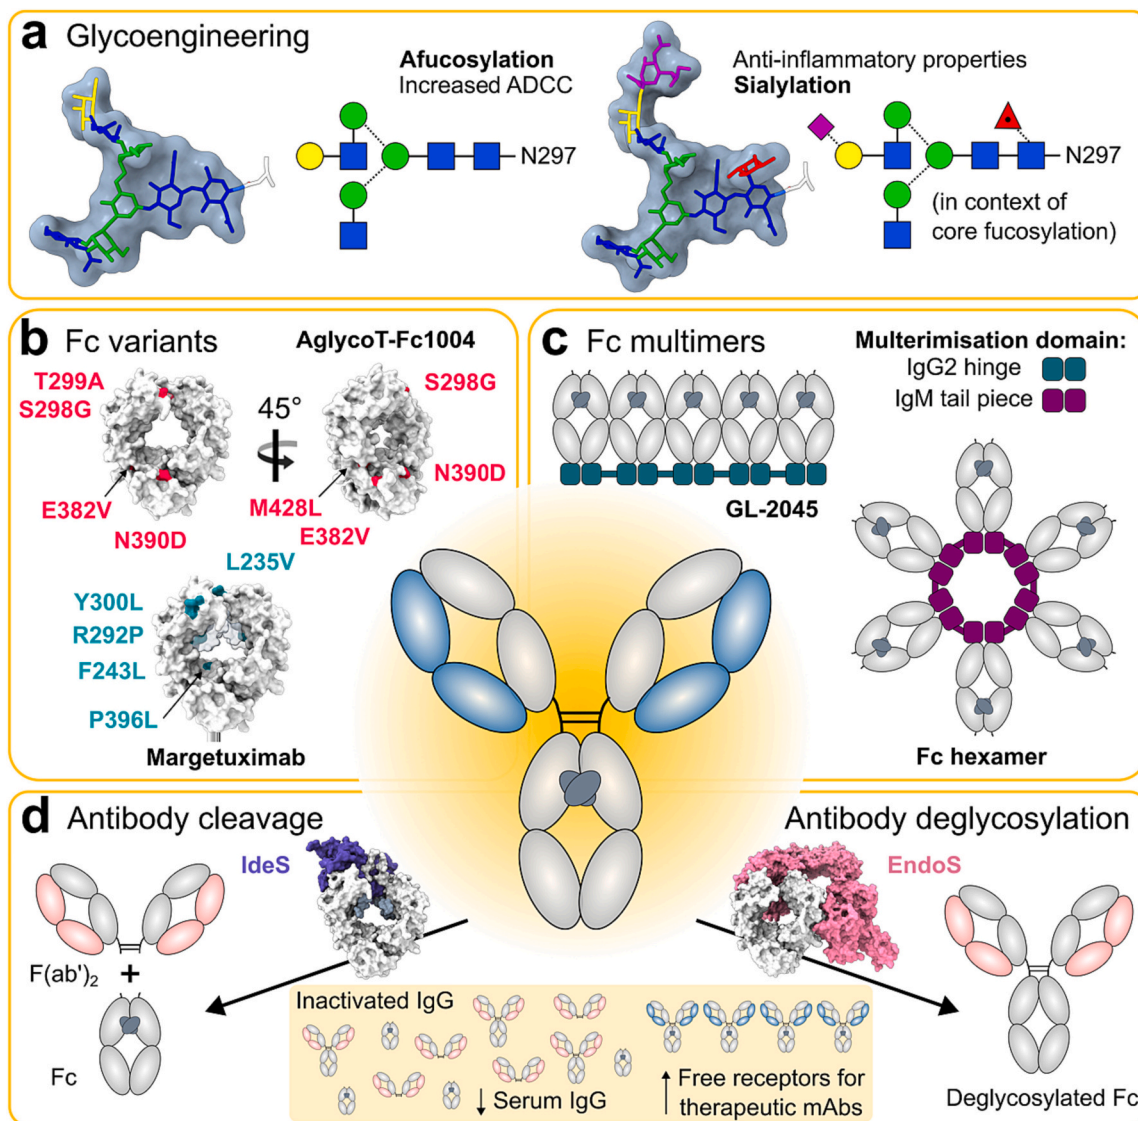 a Glycoengineering
Afucosylation
Increased ADCC
N297
Anti-inflammatory properties
Sialylation
N297
(in context of
core fucosylation)
b Fc variants
AglycoT-Fc1004
T299A
S298G
45°
S298G
E382V
N390D
M428L
N390D
E382V
L235V
Y300L
R292P
F243L
P396L
Margetuximab
c Fc multimers
Multerimisation domain:
IgG2 hinge
IgM tail piece
GL-2045
Fc hexamer
d Antibody cleavage
IdeS
F(ab')2
+
Fc
Antibody deglycosylation
EndoS
Inactivated IgG
↓ Serum IgG
↑ Free receptors for
therapeutic mAbs
Deglycosylated Fc